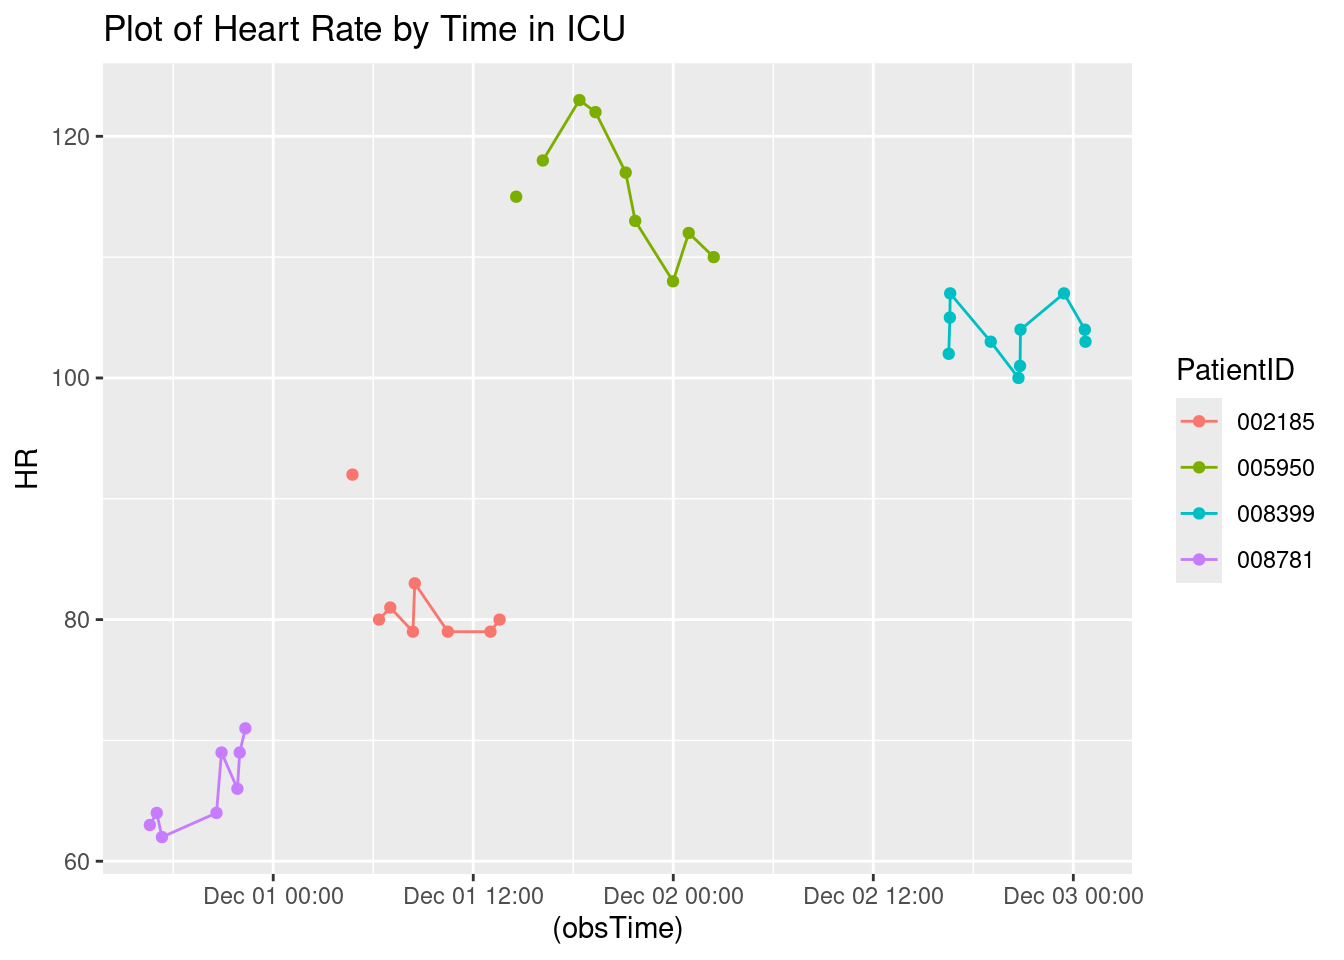 Plot of Heart Rate by Time in ICU
120
100
80
60
HR
Dec 01 00:00
Dec 01 12:00
Dec 02 00:00
Dec 02 12:00
Dec 03 00:00
(obsTime)
PatientID
002185
005950
008399
008781